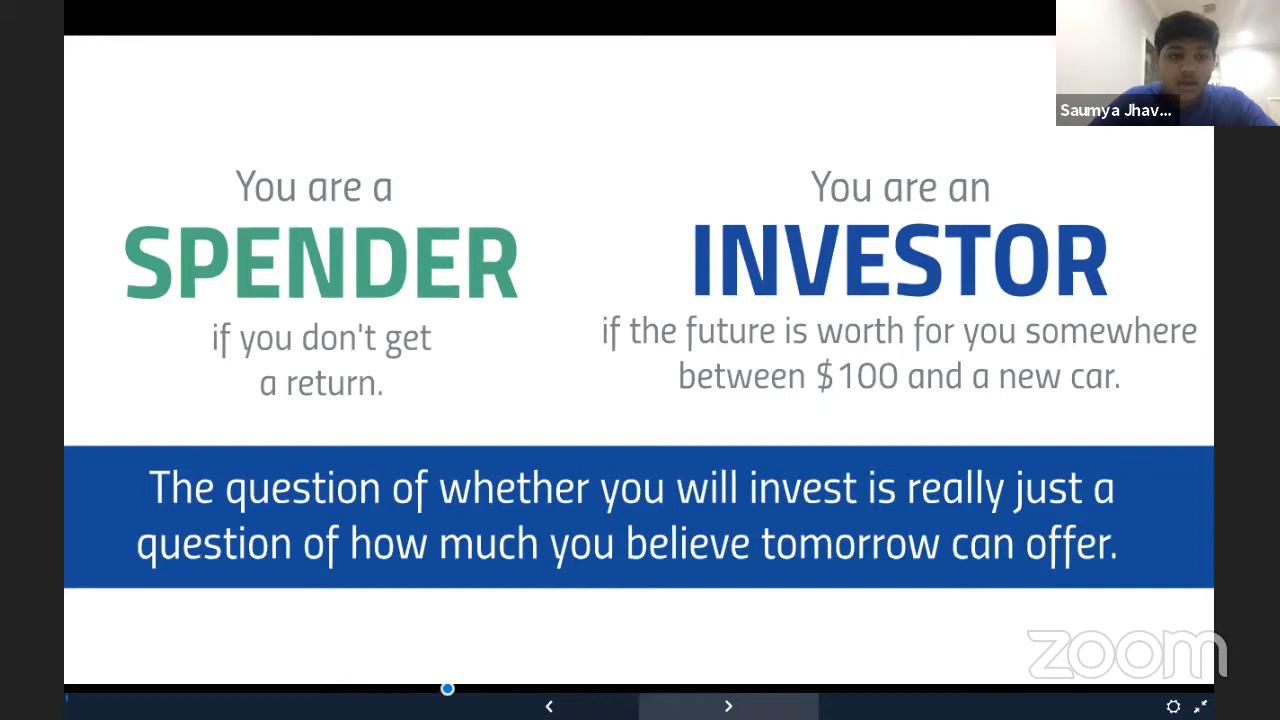 Saumya Jhav...
You are a
SPENDER
if you don't get
a return.
You are an
INVESTOR
if the future is worth for you somewhere
between $100 and a new car.
The question of whether you will invest is really just a
question of how much you believe tomorrow can offer.
zoom